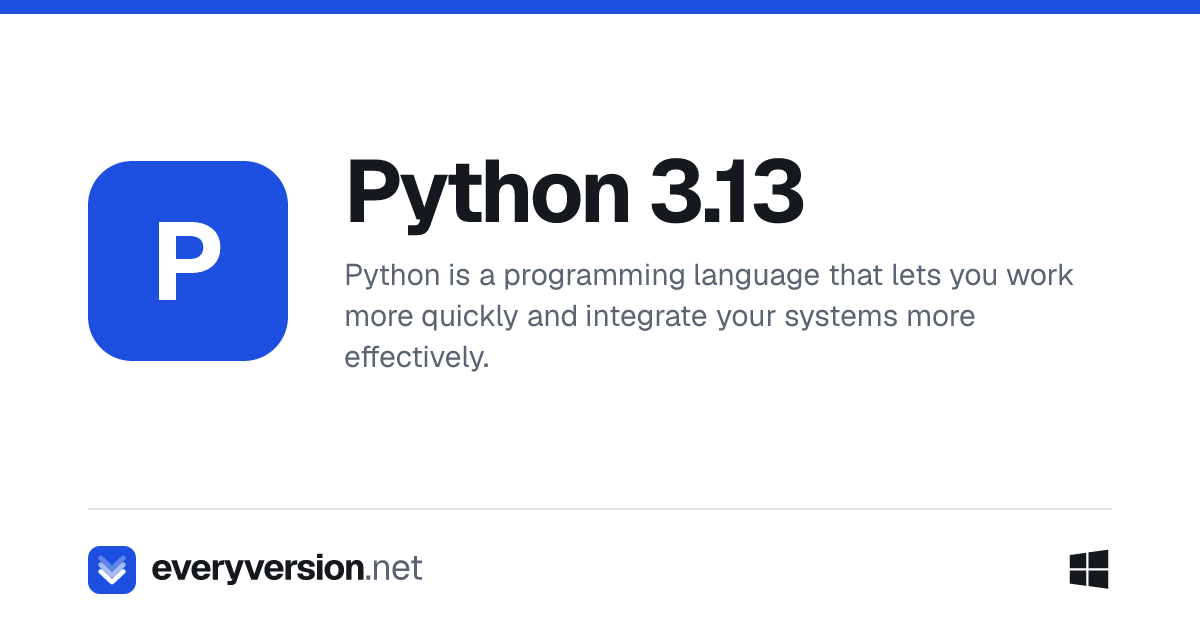 P
Python 3.13
Python is a programming language that lets you work
more quickly and integrate your systems more
effectively.
everyversion.net